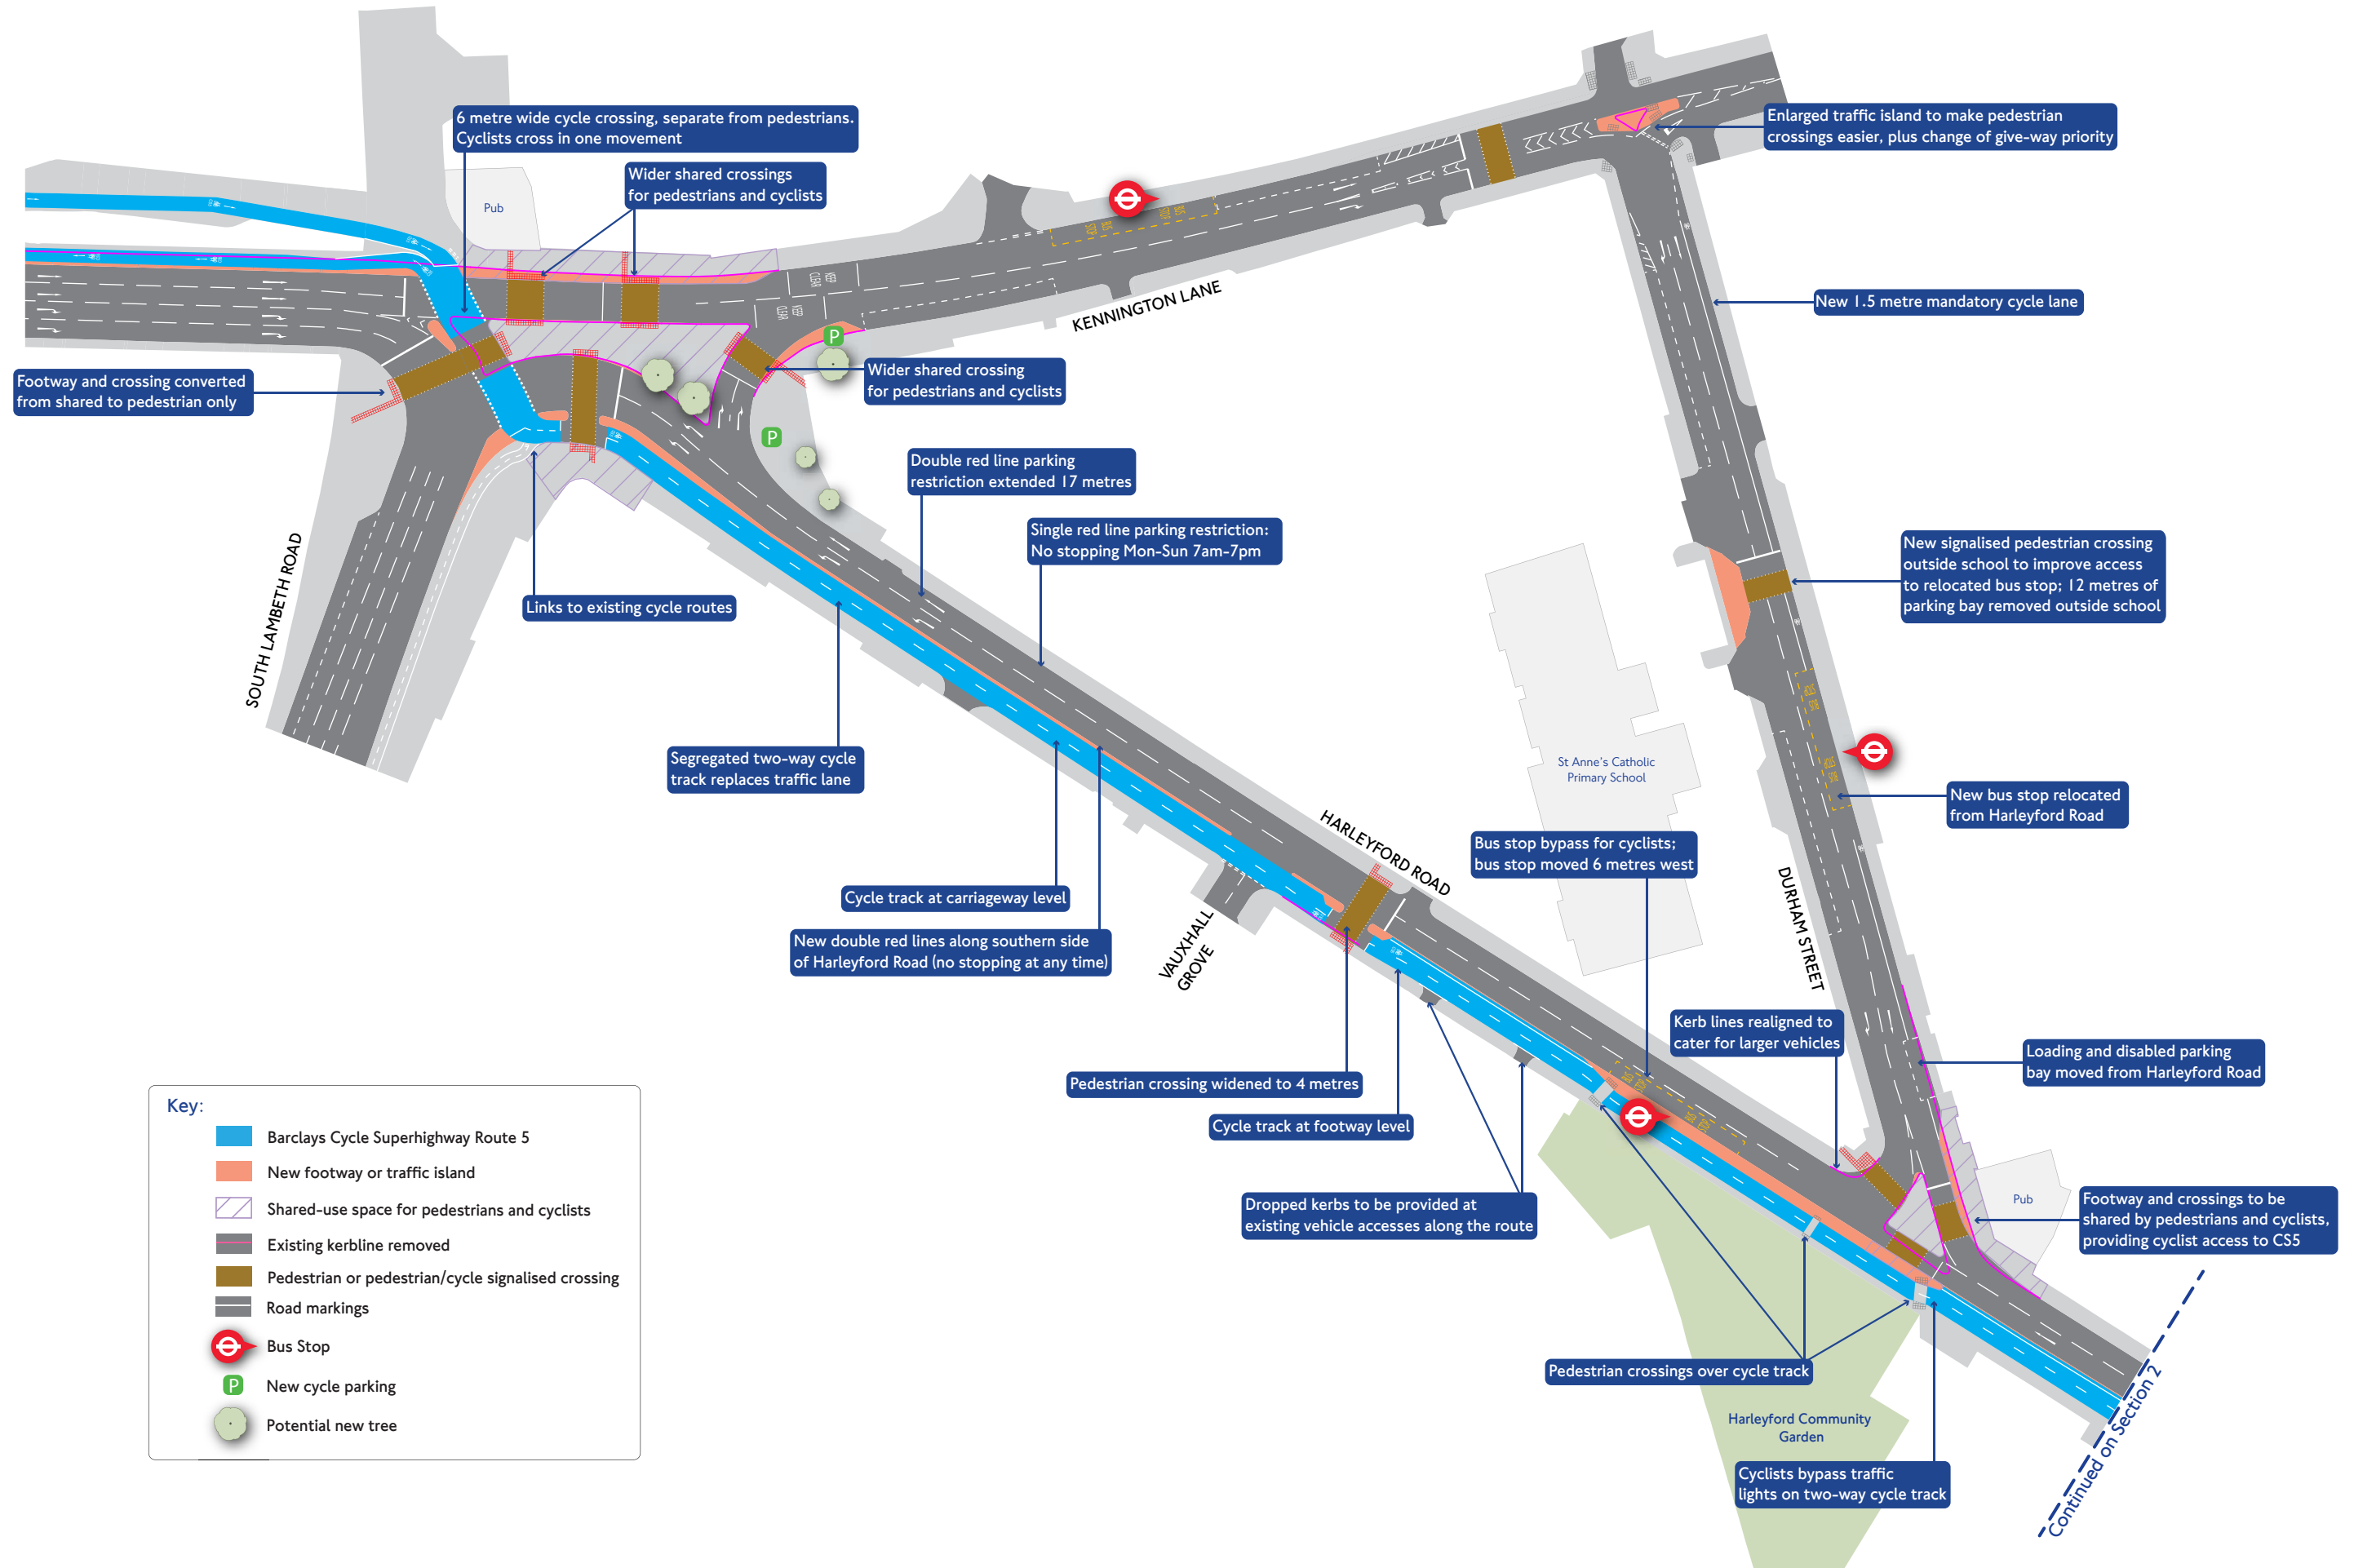 6 metre wide cycle crossing, separate from pedestrians.
Cyclists cross in one movement
Wider shared crossings
for pedestrians and cyclists
Pub
Enlarged traffic island to make pedestrian
crossings easier, plus change of give-way priority
KENNINGTON LANE
New 1.5 metre mandatory cycle lane
KEEP
CLEAR
KEEP
CLEAR
BUS
STOP
BUS
STOP
P
Footway and crossing converted
from shared to pedestrian only
Wider shared crossing
for pedestrians and cyclists
P
Double red line parking
restriction extended 17 metres
Single red line parking restriction:
No stopping Mon-Sun 7am-7pm
SOUTH LAMBETH ROAD
Links to existing cycle routes
New signalised pedestrian crossing
outside school to improve access
to relocated bus stop; 12 metres of
parking bay removed outside school
Segregated two-way cycle
track replaces traffic lane
St Anne's Catholic
Primary School
New bus stop relocated
from Harleyford Road
HARLEYFORD ROAD
Bus stop bypass for cyclists;
bus stop moved 6 metres west
DURHAM STREET
Cycle track at carriageway level
New double red lines along southern side
of Harleyford Road (no stopping at any time)
VAUXHALL
GROVE
Kerb lines realigned to
cater for larger vehicles
Loading and disabled parking
bay moved from Harleyford Road
Pedestrian crossing widened to 4 metres
Cycle track at footway level
Dropped kerbs to be provided at
existing vehicle accesses along the route
Pub
Footway and crossings to be
shared by pedestrians and cyclists,
providing cyclist access to CS5
Pedestrian crossings over cycle track
Harleyford Community
Garden
Cyclists bypass traffic
lights on two-way cycle track
Continued on Section 2
Key:
Barclays Cycle Superhighway Route 5
New footway or traffic island
Shared-use space for pedestrians and cyclists
Existing kerbline removed
Pedestrian or pedestrian/cycle signalised crossing
Road markings
Bus Stop
P
New cycle parking
Potential new tree